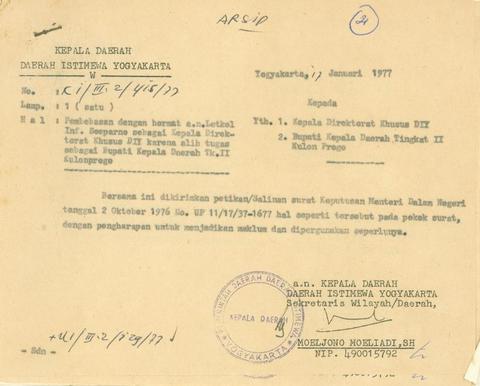 ARSIP
2
KEPALA DAERAH
DAERAH ISTIMEWA YOGYAKARTA
W
Yogyakarta, 17 Januari 1977
No. : K1/III.2/415/77
Lamp. : 1 (satu)
Kepada
H a l : Pembebasan dengan hormat a.n.Letkol
Inf. Soeparno sebagai Kepala Direk-
torat Khusus DIY karena alih tugas
sebagai Bupati Kepala Daerah Tk.II
Kulonprogo
Yth. 1. Kepala Direktorat Khusus DIY
2. Bupati Kepala Daerah Tingkat II
Kulon Progo
Bersama ini dikirimkan petikan/Salinan surat Keputusan Menteri Dalam Negeri
tanggal 2 Oktober 1976 No. UP 11/17/37-1677 hal seperti tersebut pada pokok surat,
dengan pengharapan untuk menjadikan maklum dan dipergunakan seperlunya.
a.n. KEPALA DAERAH
DAERAH ISTIMEWA YOGYAKARTA
Sekretaris Wilayah/Daerah,
KEPALA DAERAH
YOGYAKARTA
MOELJONO MOELIADI,SH
NIP. 490015792
- Sdn -